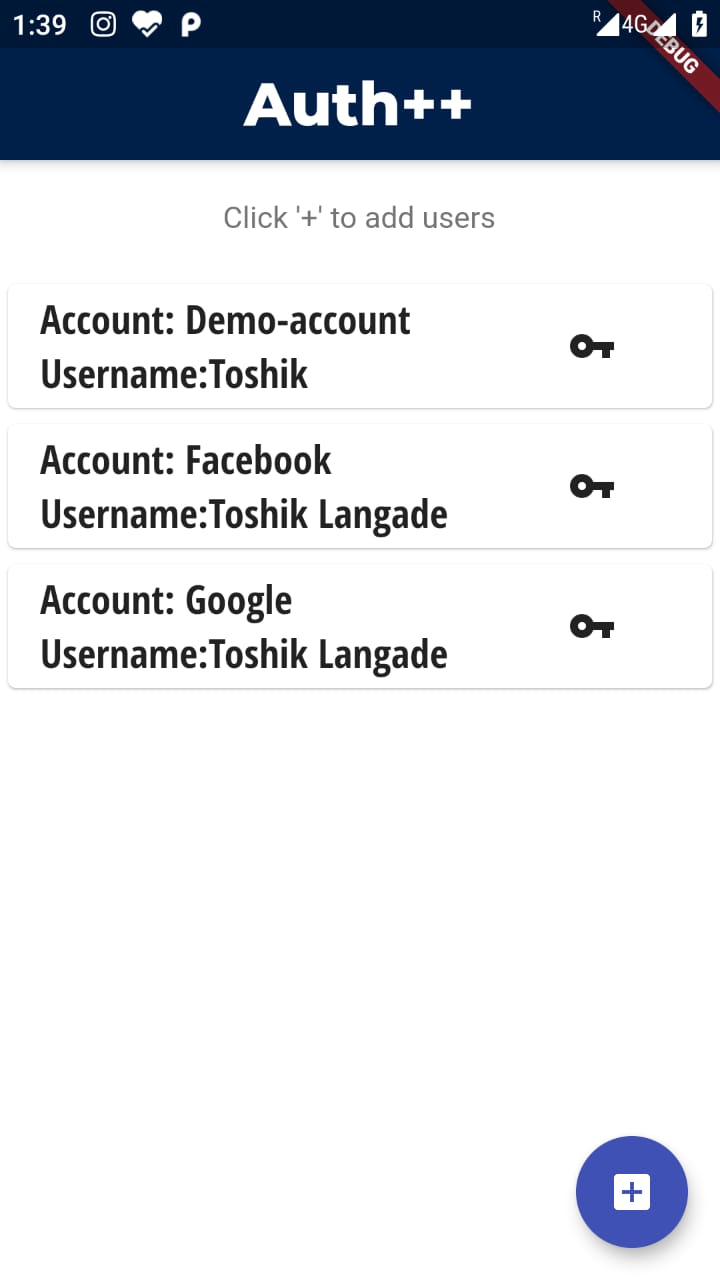 1:39
R
4G
DEBUG
Auth++
Click '+' to add users
Account: Demo-account
Username:Toshik
Account: Facebook
Username:Toshik Langade
Account: Google
Username:Toshik Langade